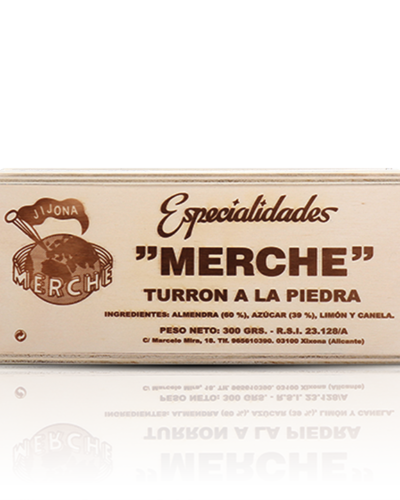 JIJONA
MERCHE
Especialidades
"MERCHE"
TURRON A LA PIEDRA
INGREDIENTES: ALMENDRA (60 %), AZÚCAR (39 %), LIMÓN Y CANELA.
PESO NETO: 300 GRS. - R.S.I. 23.128/A
C/ Marcelo Mira, 18. Tlf. 965610390. 03100 Xixona (Alicante)